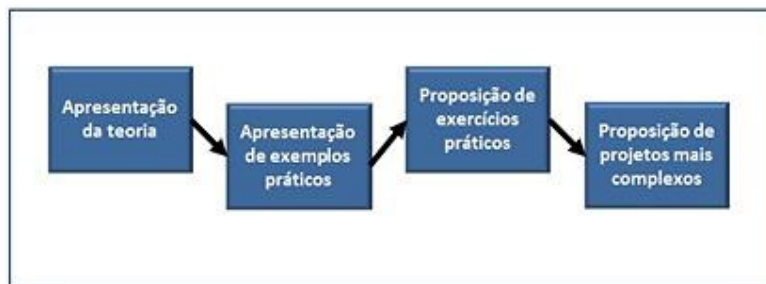 Apresentação
da teoria
Apresentação
de exemplos
práticos
Proposição de
exercícios
práticos
Proposição de
projetos mais
complexos